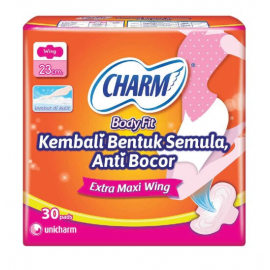 Wing
23cm
CHARM
Body Fit
Kembali Bentuk Semula,
Anti Bocor
Extra Maxi Wing
30 pads
unicharm